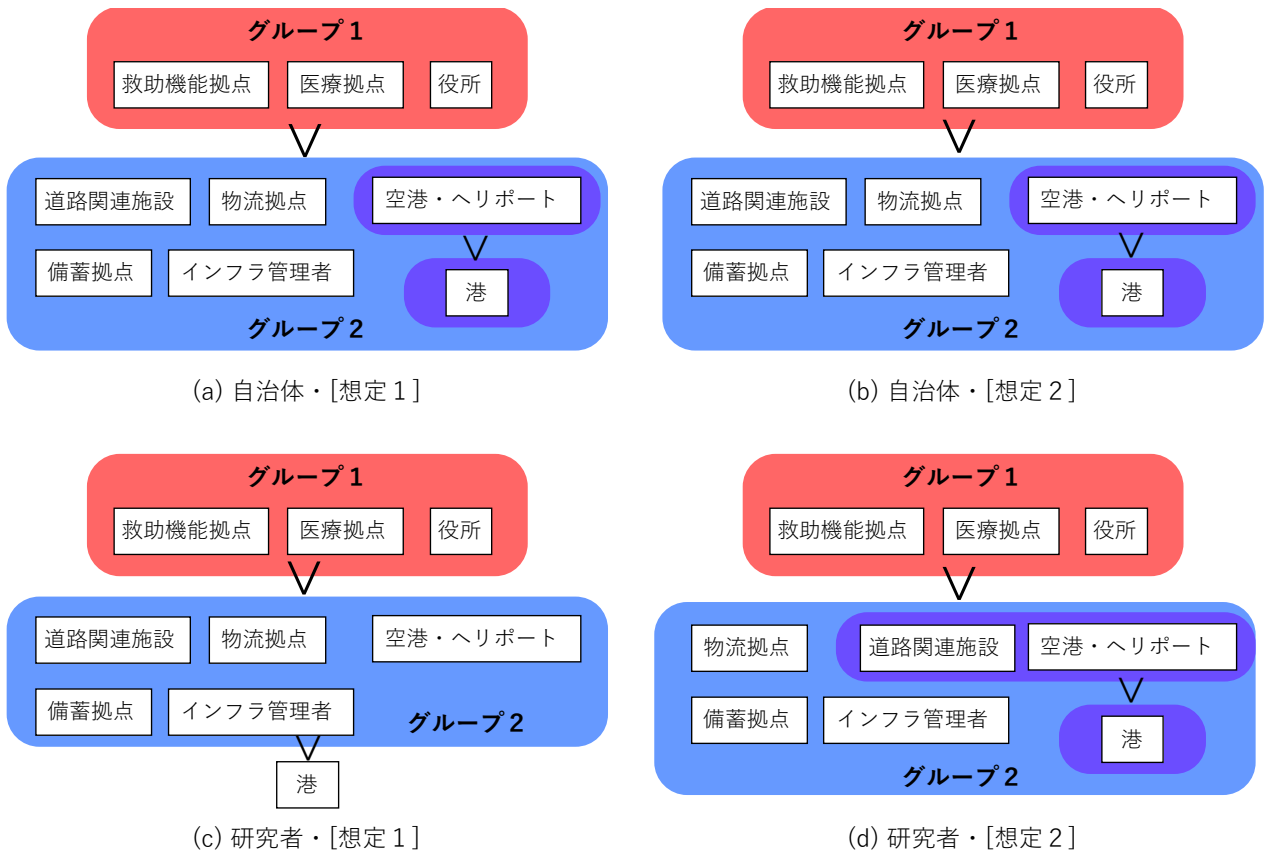 グループ1
救助機能拠点 医療拠点 役所
道路関連施設 物流拠点 空港・ヘリポート
備蓄拠点 インフラ管理者 港
グループ2
(a) 自治体・[想定1]
グループ1
救助機能拠点 医療拠点 役所
道路関連施設 物流拠点 空港・ヘリポート
備蓄拠点 インフラ管理者 港
グループ2
(b) 自治体・[想定2]
グループ1
救助機能拠点 医療拠点 役所
道路関連施設 物流拠点 空港・ヘリポート
備蓄拠点 インフラ管理者 グループ2
港
(c) 研究者・[想定1]
グループ1
救助機能拠点 医療拠点 役所
物流拠点 道路関連施設 空港・ヘリポート
備蓄拠点 インフラ管理者 港
グループ2
(d) 研究者・[想定2]